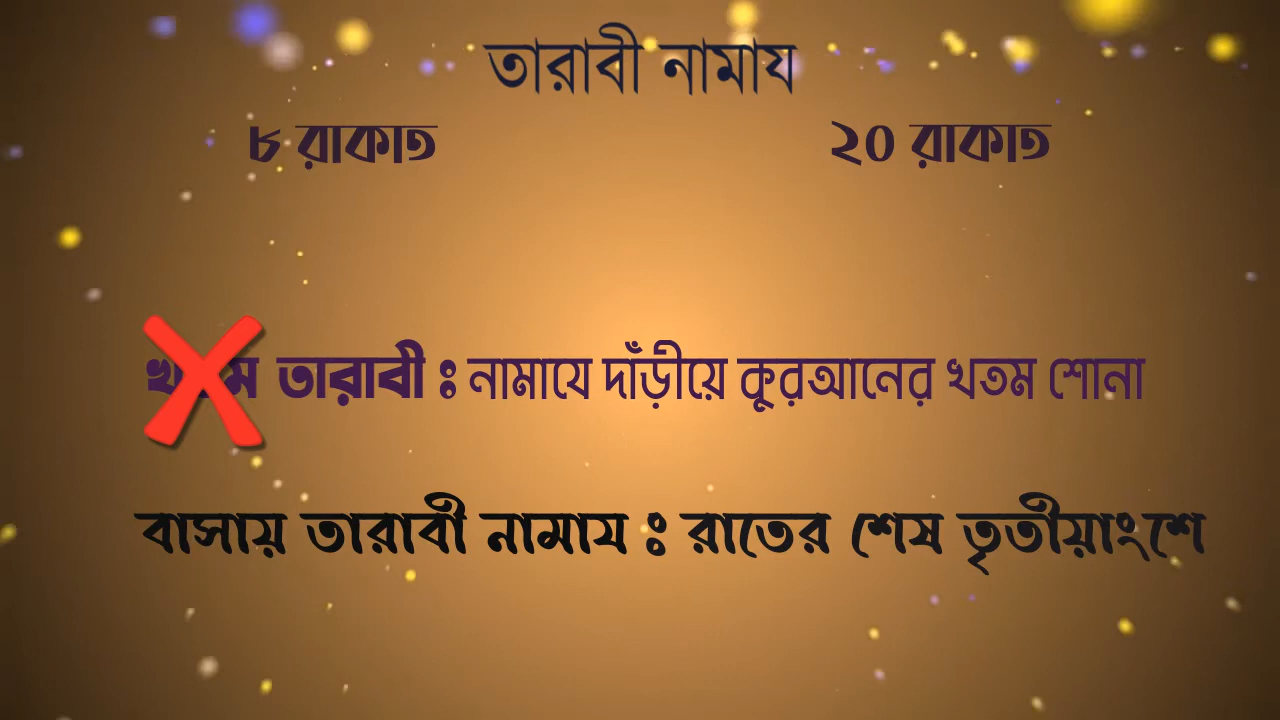 তারাবী নামায
৮ রাকাত ২০ রাকাত
তারাবী ঃ নামাযে দাঁড়ীয়ে কুরআনের খতম শোনা
বাসায় তারাবী নামায ঃ রাতের শেষ তৃতীয়াংশে